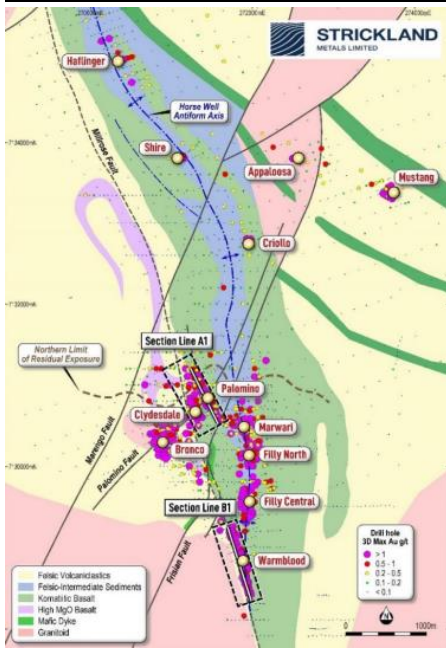 STRICKLAND
METALS LIMITED
Haflinger
Horse Well
Antiform Axis
Millrose Fault
Shire
Appaloosa
Mustang
Criollo
Northern Limit
of Residual Exposure
Section Line A1
Palomino
Clydesdale
Marwari
Bronco
Filly North
Marengo Fault
Palomino Fault
Filly Central
Section Line B1
Frisian Fault
Warmblood
Drill hole
3D Max Au g/t
> 1
0.5 - 1
0.2 - 0.5
0.1 - 0.2
< 0.1
Felsic Volcaniclastics
Felsic-Intermediate Sediments
Komatiitic Basalt
High MgO Basalt
Mafic Dyke
Granitoid
0
1000m